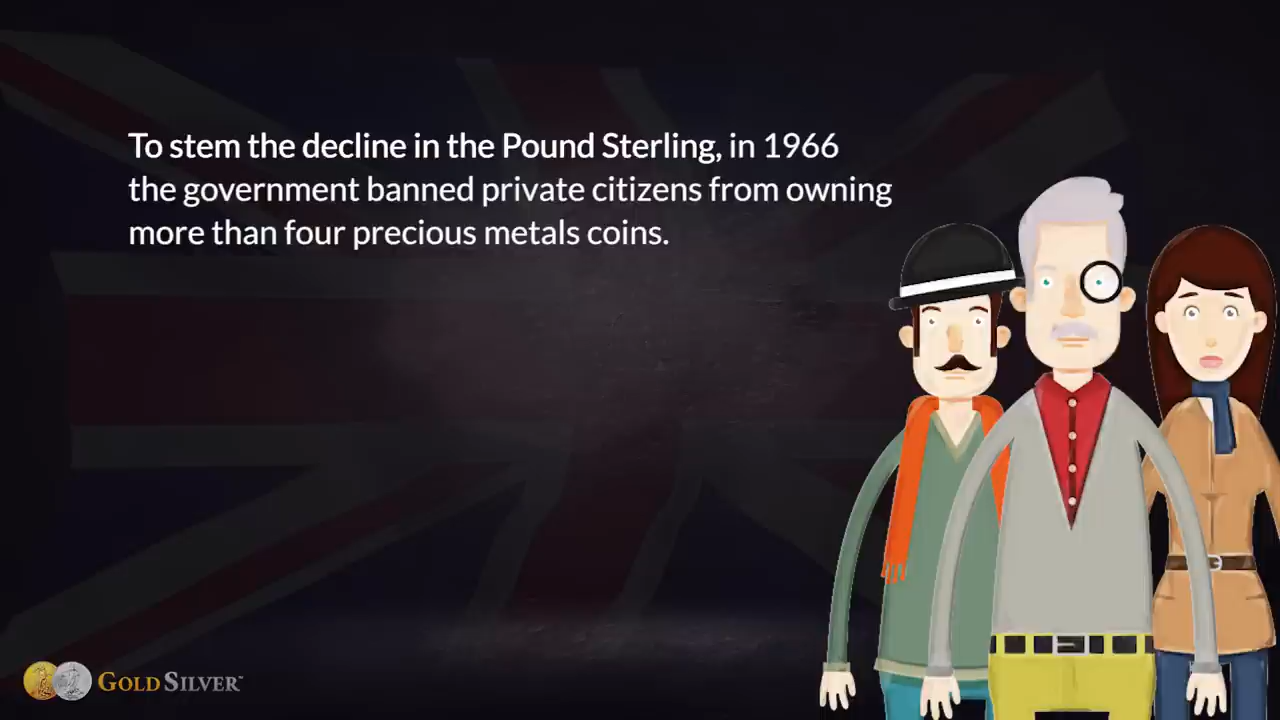 To stem the decline in the Pound Sterling, in 1966
the government banned private citizens from owning
more than four precious metals coins.
GOLDSILVER™